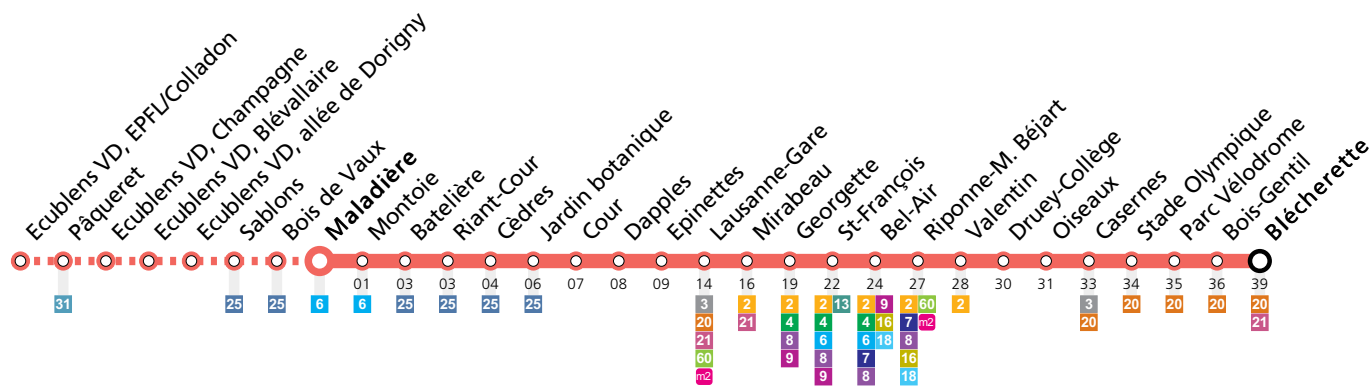 Ecublens VD, EPFL/Colladon
Pâqueret
Ecublens VD, Champagne
Ecublens VD, Blévallaire
Ecublens VD, allée de Dorigny
Sablons
Bois de Vaux
Maladière
Montoie
Batelière
Riant-Cour
Cèdres
Jardin botanique
Cour
Dapples
Epinettes
Lausanne-Gare
Mirabeau
Georgette
St-François
Bel-Air
Riponne-M. Béjart
Valentin
Druey-Collège
Oiseaux
Casernes
Stade Olympique
Parc Vélodrome
Bois-Gentil
Blécherette
01 03 03 04 06 07 08 09 14 16 19 22 24 27 28 30 31 33 34 35 36 39
31 25 25 6 6 25 25 25 25 3 2 2 2 13 2 9 2 60 2 3 20 20 20 20
20 21 4 4 4 16 7 m2 20 21
21 8 6 6 18 8
60 9 8 7 16
m2 9 8 18